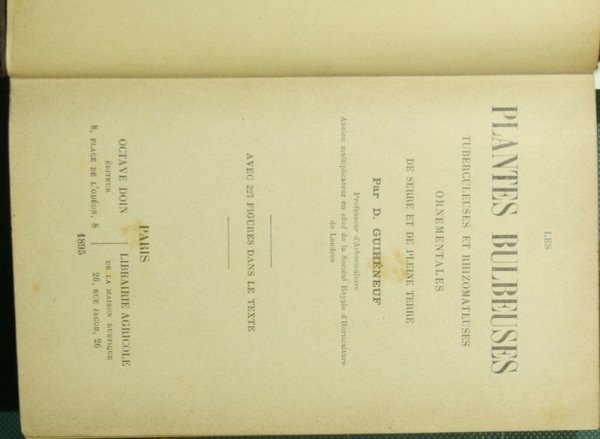 LES
PLANTES BULBEUSES
TUBERCULEUSES ET RHIZOMATEUSES
ORNEMENTALES
DE SERRE ET DE PLEINE TERRE
Par D. GUIHÉNEUF
Professeur d'Arboriculture
Ancien multiplicateur en chef de la Société Royale d'Horticulture
de Londres
AVEC 227 FIGURES DANS LE TEXTE
PARIS
OCTAVE DOIN
ÉDITEUR
8, PLACE DE L'ODÉON, 8
LIBRAIRIE AGRICOLE
DE LA MAISON RUSTIQUE
26, RUE JACOB, 26
1895